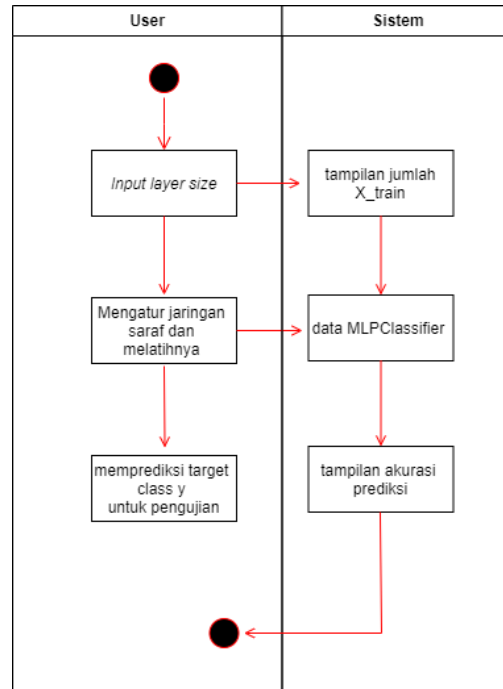 User
Sistem
Input layer size
tampilan jumlah
X_train
Mengatur jaringan
saraf dan
melatihnya
data MLPClassifier
memprediksi target
class y
untuk pengujian
tampilan akurasi
prediksi